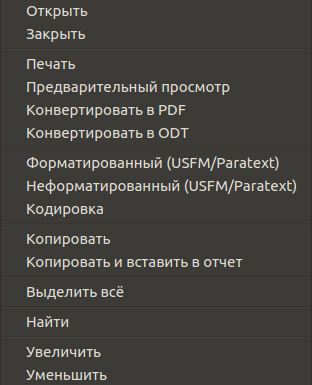 Открыть
Закрыть
Печать
Предварительный просмотр
Конвертировать в PDF
Конвертировать в ODT
Форматированный (USFM/Paratext)
Неформатированный (USFM/Paratext)
Кодировка
Копировать
Копировать и вставить в отчет
Выделить всё
Найти
Увеличить
Уменьшить